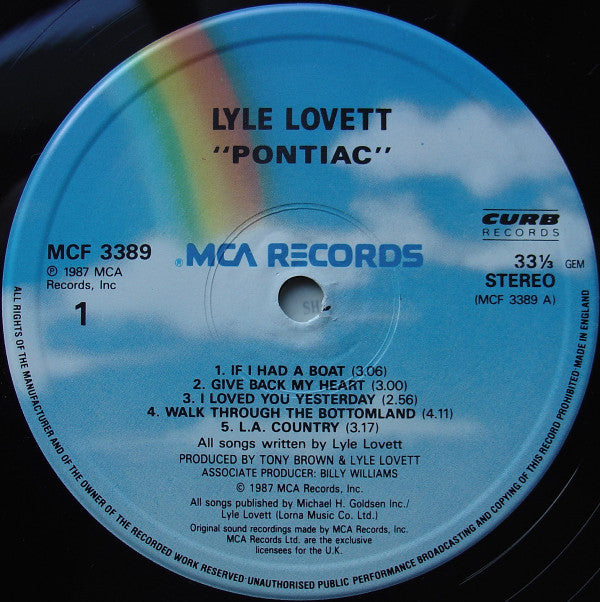 LYLE LOVETT
"PONTIAC"
CURB
RECORDS
MCF 3389
® MCA RECORDS
33⅓ GEM
℗ 1987 MCA
Records, Inc
STEREO
(MCF 3389 A)
1
SH
1. IF I HAD A BOAT (3.06)
2. GIVE BACK MY HEART (3.00)
3. I LOVED YOU YESTERDAY (2.56)
4. WALK THROUGH THE BOTTOMLAND (4.11)
5. L.A. COUNTRY (3.17)
All songs written by Lyle Lovett
PRODUCED BY TONY BROWN & LYLE LOVETT
ASSOCIATE PRODUCER: BILLY WILLIAMS
© 1987 MCA Records, Inc.
All songs published by Michael H. Goldsen Inc./
Lyle Lovett (Lorna Music Co. Ltd.)
Original sound recordings made by MCA Records, Inc.
MCA Records Ltd. are the exclusive
licensees for the U.K.
ALL RIGHTS OF THE MANUFACTURER AND OF THE OWNER OF THE RECORDED WORK RESERVED·UNAUTHORISED PUBLIC PERFORMANCE BROADCASTING AND COPYING OF THIS RECORD PROHIBITED·MADE IN ENGLAND